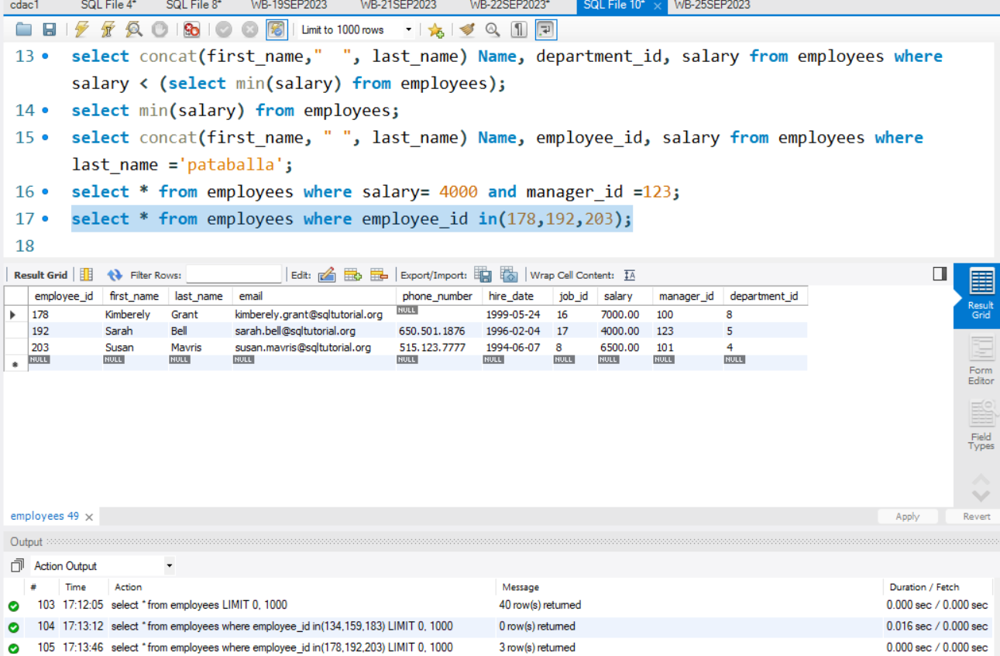 cdac1 SQL File 4* SQL File 8* WB-19SEP2023 WB-21SEP2023 WB-22SEP2023* SQL File 10* × WB-25SEP2023
Limit to 1000 rows
13 select concat(first_name,"  ", last_name) Name, department_id, salary from employees where
salary < (select min(salary) from employees);
14 select min(salary) from employees;
15 select concat(first_name, " ", last_name) Name, employee_id, salary from employees where
last_name ='pataballa';
16 select * from employees where salary= 4000 and manager_id =123;
17 select * from employees where employee_id in(178,192,203);
18
Result Grid Filter Rows: Edit: Export/Import: Wrap Cell Content: IA
employee_id first_name last_name email phone_number hire_date job_id salary manager_id department_id
178 Kimberely Grant kimberely.grant@sqltutorial.org NULL 1999-05-24 16 7000.00 100 8
192 Sarah Bell sarah.bell@sqltutorial.org 650.501.1876 1996-02-04 17 4000.00 123 5
203 Susan Mavris susan.mavris@sqltutorial.org 515.123.7777 1994-06-07 8 6500.00 101 4
NULL NULL NULL NULL NULL NULL NULL NULL NULL NULL
Result
Grid
Form
Editor
Field
Types
employees 49 × Apply Revert
Output
Action Output
# Time Action Message Duration / Fetch
103 17:12:05 select * from employees LIMIT 0, 1000 40 row(s) returned 0.000 sec / 0.000 sec
104 17:13:12 select * from employees where employee_id in(134,159,183) LIMIT 0, 1000 0 row(s) returned 0.016 sec / 0.000 sec
105 17:13:46 select * from employees where employee_id in(178,192,203) LIMIT 0, 1000 3 row(s) returned 0.000 sec / 0.000 sec